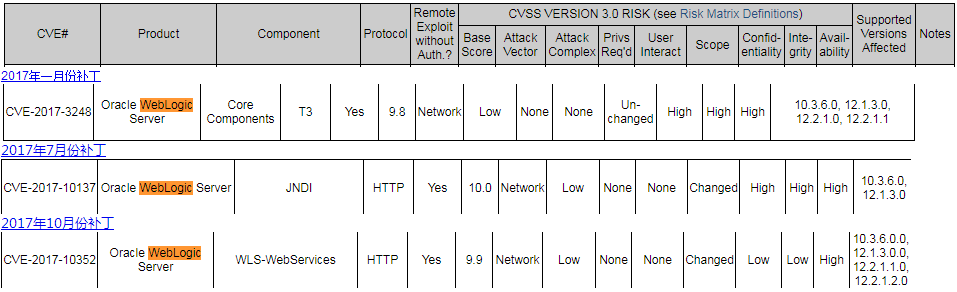 CVE# Product Component Protocol Remote Exploit without Auth.? CVSS VERSION 3.0 RISK (see Risk Matrix Definitions) Supported Versions Affected Notes
Base Score Attack Vector Attack Complex Privs Req'd User Interact Scope Confid-entiality Inte-grity Avail-ability
2017年一月份补丁
CVE-2017-3248 Oracle WebLogic Server Core Components T3 Yes 9.8 Network Low None None Un-changed High High High 10.3.6.0, 12.1.3.0, 12.2.1.0, 12.2.1.1
2017年7月份补丁
CVE-2017-10137 Oracle WebLogic Server JNDI HTTP Yes 10.0 Network Low None None Changed High High High 10.3.6.0, 12.1.3.0
2017年10月份补丁
CVE-2017-10352 Oracle WebLogic Server WLS-WebServices HTTP Yes 9.9 Network Low None None Changed Low Low High 10.3.6.0.0, 12.1.3.0.0, 12.2.1.1.0, 12.2.1.2.0